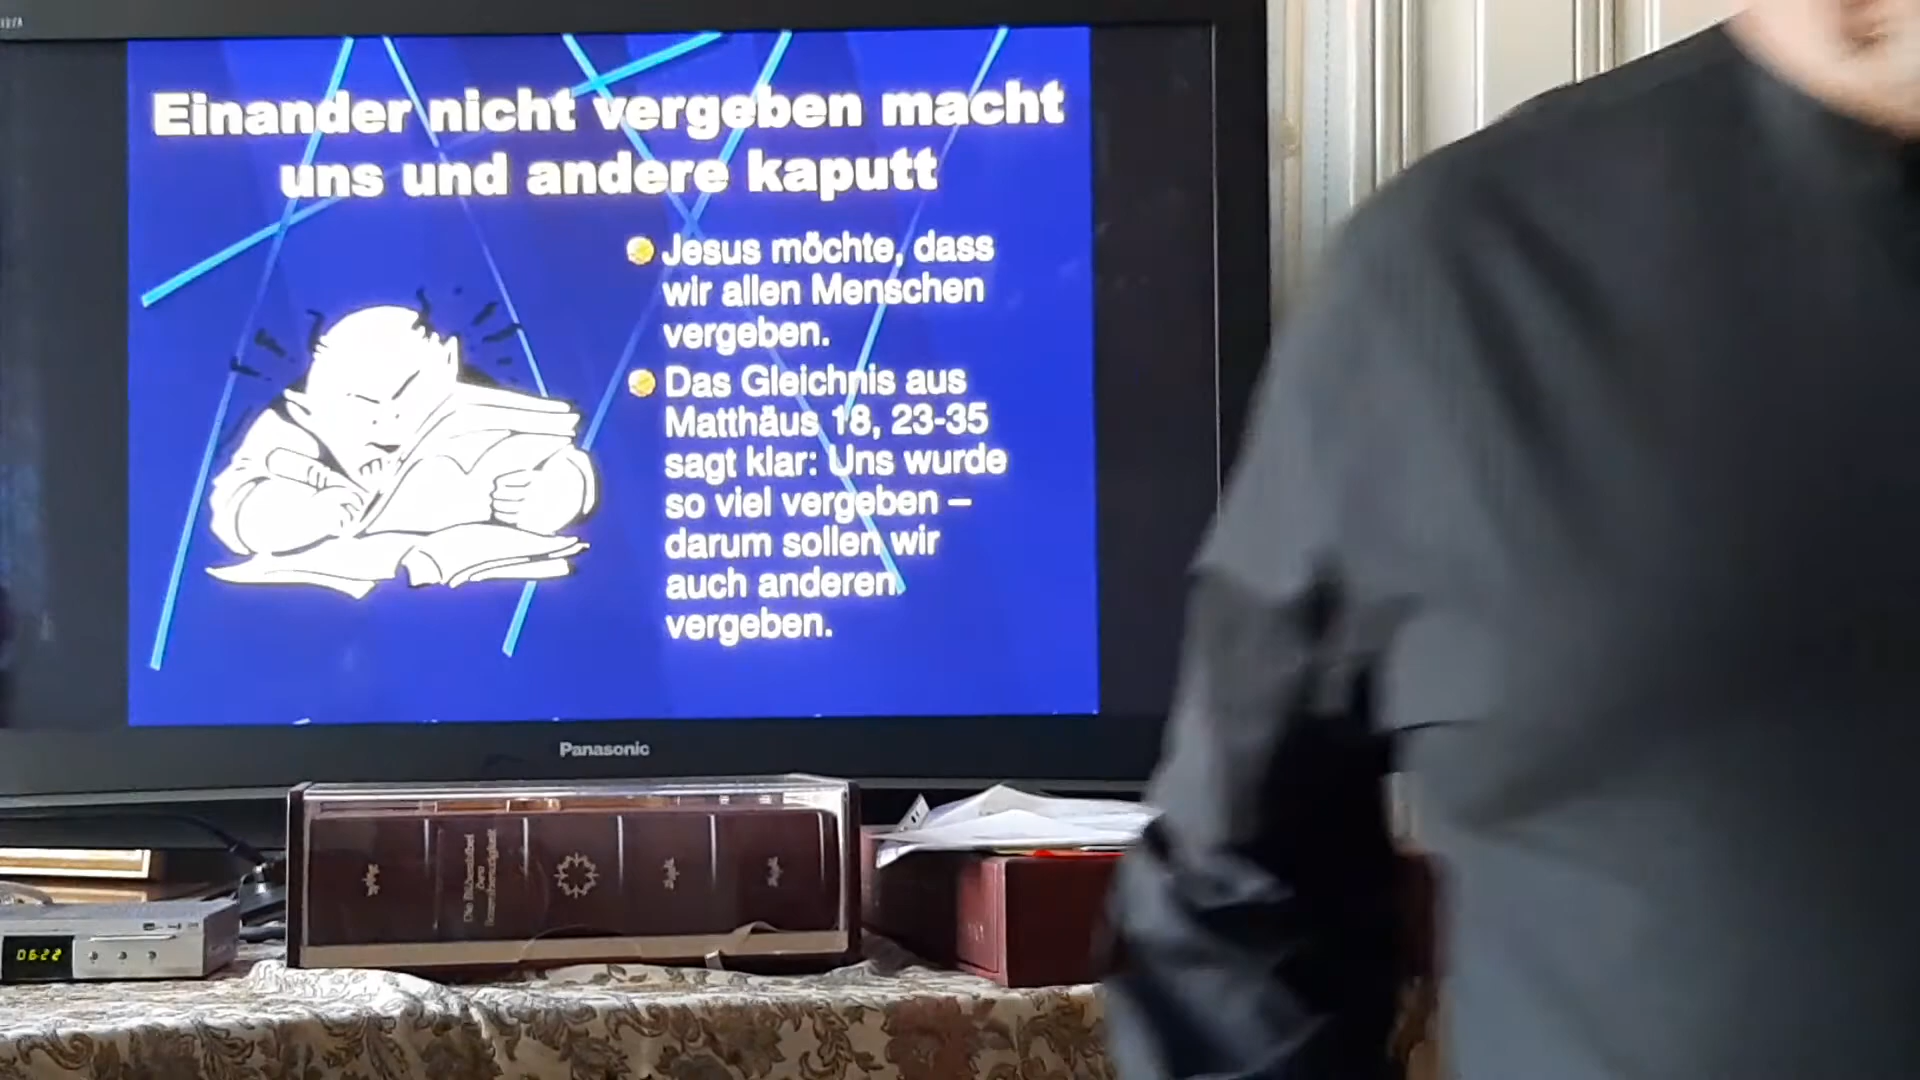 Einander nicht vergeben macht
uns und andere kaputt
Jesus möchte, dass
wir allen Menschen
vergeben.
Das Gleichnis aus
Matthäus 18, 23-35
sagt klar: Uns wurde
so viel vergeben –
darum sollen wir
auch anderen
vergeben.
Panasonic
06:22